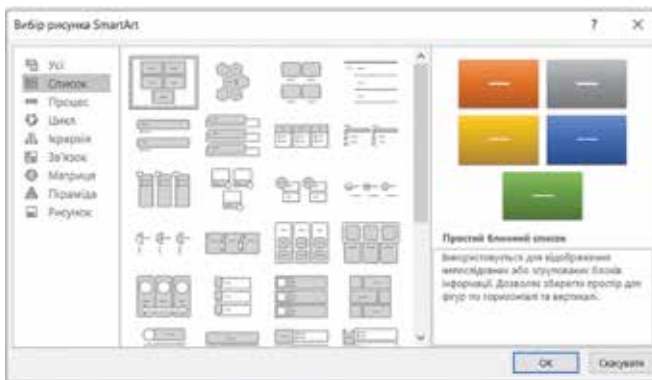 Вибір рисунка SmartArt
Усі
Список
Процес
Цикл
Ієрархія
Зв'язок
Матриця
Піраміда
Рисунок
Простий блочний список
Використовується для відображення
непослідовних або згрупованих блоків
інформації. Дозволяє зберегти простір для
фігур по горизонталі та вертикалі.
OK
Скасувати